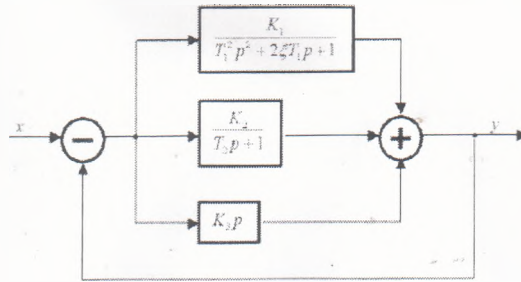 K₁
T₁²p² + 2ξT₁p + 1
x
K₂
T₂p + 1
y
K₃p